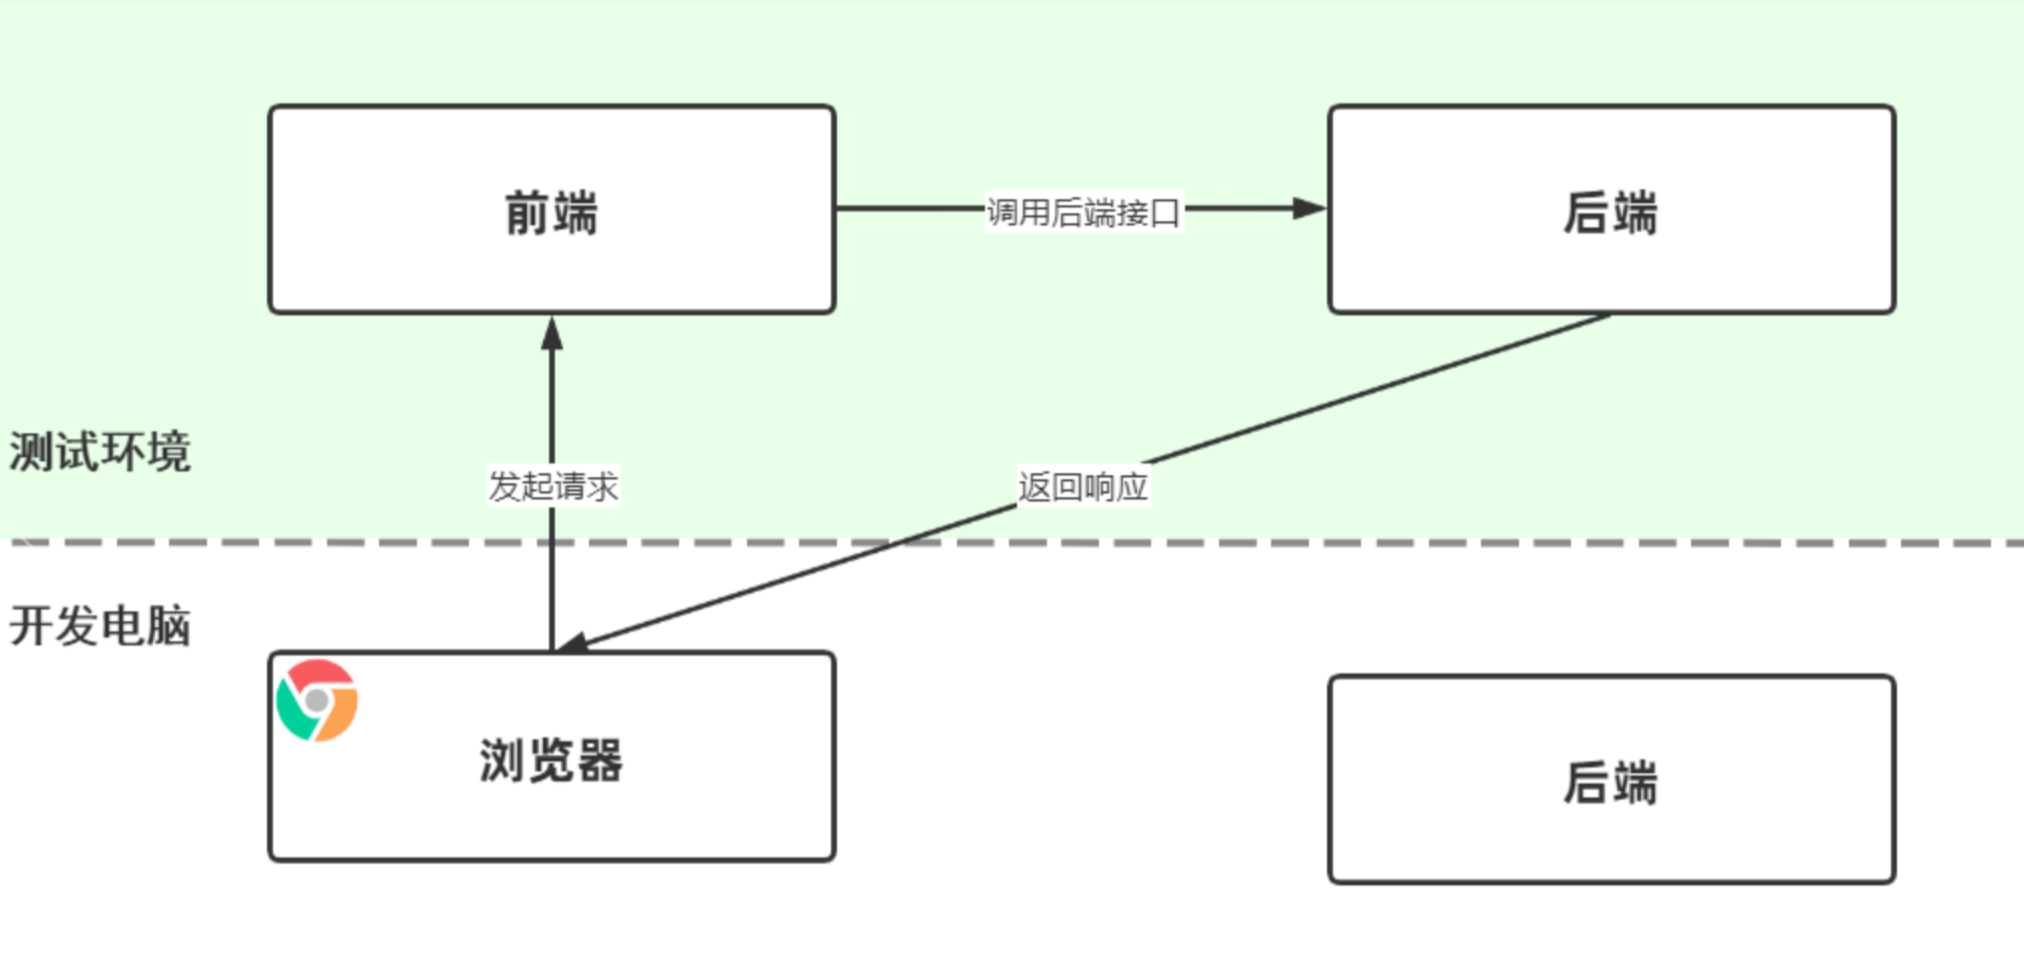 前端
调用后端接口
后端
测试环境
发起请求
返回响应
开发电脑
浏览器
后端